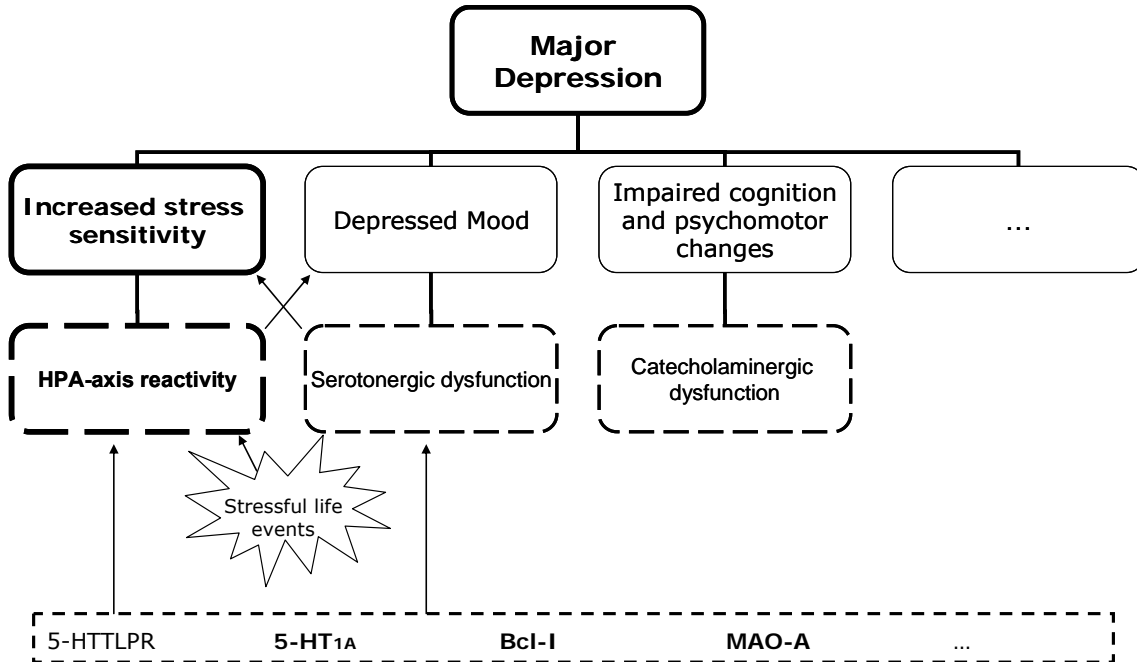 Major
Depression
Increased stress
sensitivity
Depressed Mood
Impaired cognition
and psychomotor
changes
...
HPA-axis reactivity
Serotonergic dysfunction
Catecholaminergic
dysfunction
Stressful life
events
5-HTTLPR 5-HT1A Bcl-I MAO-A ...